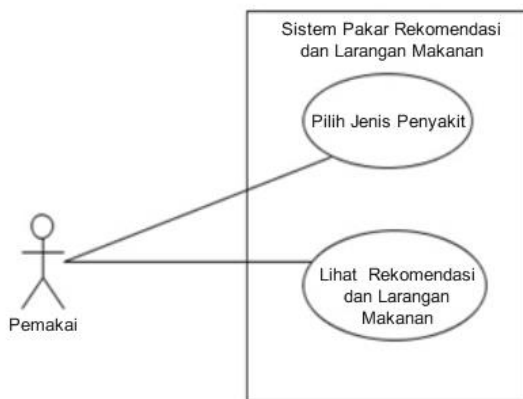 Sistem Pakar Rekomendasi
dan Larangan Makanan
Pilih Jenis Penyakit
Lihat Rekomendasi
dan Larangan
Makanan
Pemakai